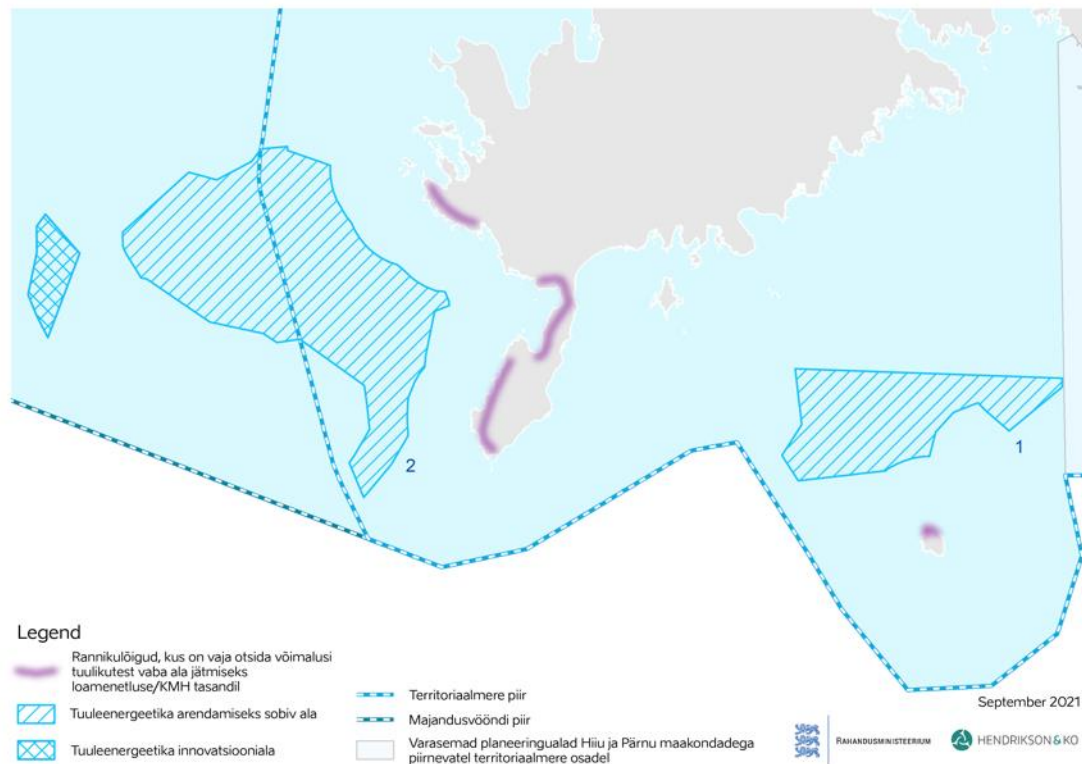 2
1
Legend
Rannikulõigud, kus on vaja otsida võimalusi
tuulikutest vaba ala jätmiseks
loamenetluse/KMH tasandil
Tuuleenergeetika arendamiseks sobiv ala
Tuuleenergeetika innovatsiooniala
Territoriaalmere piir
Majandusvööndi piir
Varasemad planeeringualad Hiiu ja Pärnu maakondadega
piirnevatel territoriaalmere osadel
September 2021
RAHANDUSMINISTEERIUM
HENDRIKSON&KO